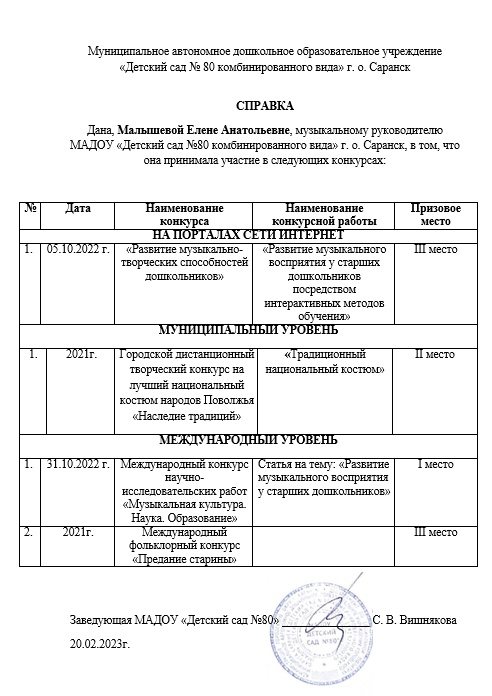 Муниципальное автономное дошкольное образовательное учреждение
«Детский сад № 80 комбинированного вида» г. о. Саранск
СПРАВКА
Дана, Малышевой Елене Анатольевне, музыкальному руководителю
МАДОУ «Детский сад №80 комбинированного вида» г. о. Саранск, в том, что
она принимала участие в следующих конкурсах:
№ Дата Наименование конкурса Наименование конкурсной работы Призовое место
НА ПОРТАЛАХ СЕТИ ИНТЕРНЕТ
1. 05.10.2022 г. «Развитие музыкально-
творческих способностей
дошкольников»
«Развитие музыкального
восприятия у старших
дошкольников
посредством
интерактивных методов
обучения»
III место
МУНИЦИПАЛЬНЫЙ УРОВЕНЬ
1. 2021г. Городской дистанционный
творческий конкурс на
лучший национальный
костюм народов Поволжья
«Наследие традиций»
«Традиционный
национальный костюм»
II место
МЕЖДУНАРОДНЫЙ УРОВЕНЬ
1. 31.10.2022 г. Международный конкурс
научно-
исследовательских работ
«Музыкальная культура.
Наука. Образование»
Статья на тему: «Развитие
музыкального восприятия
у старших дошкольников»
I место
2. 2021г. Международный
фольклорный конкурс
«Предание старины»
III место
Заведующая МАДОУ «Детский сад №80» С. В. Вишнякова
ДЕТСКИЙ
САД №80
20.02.2023г.